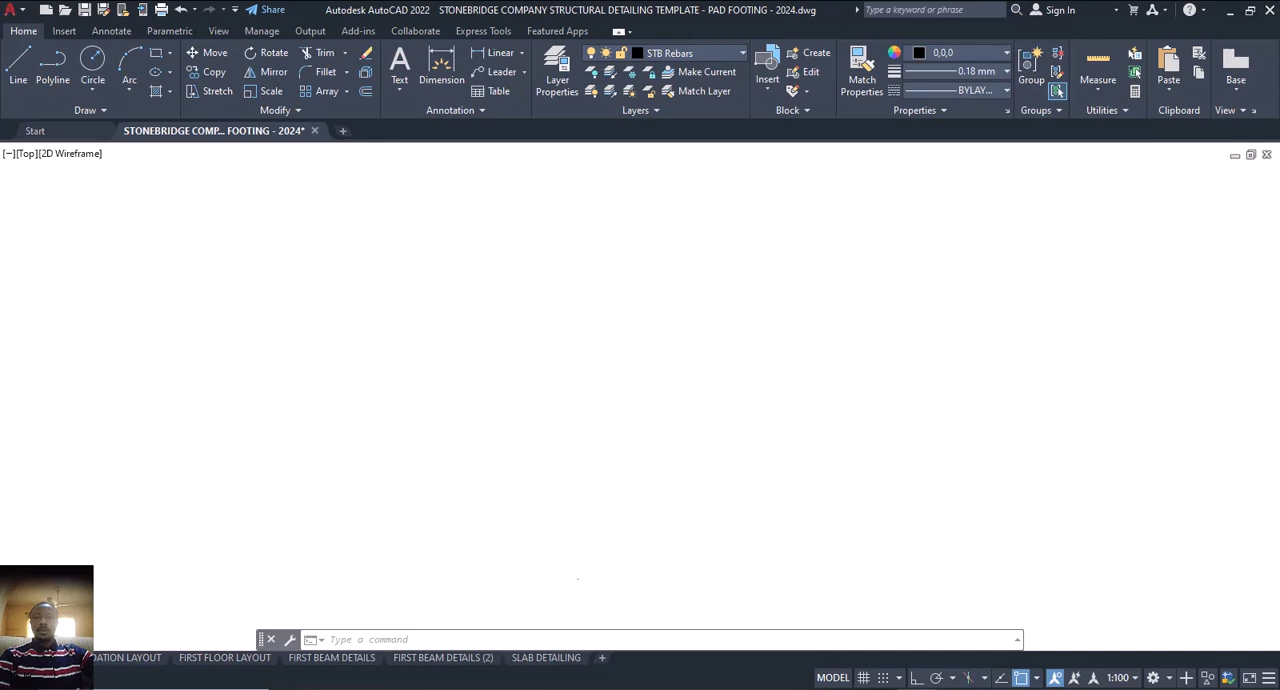 Share
Autodesk AutoCAD 2022 STONEBRIDGE COMPANY STRUCTURAL DETAILING TEMPLATE - PAD FOOTING - 2024.dwg
Type a keyword or phrase
Sign In
Home Insert Annotate Parametric View Manage Output Add-ins Collaborate Express Tools Featured Apps
Line Polyline Circle Arc
Move Rotate Trim
Copy Mirror Fillet
Stretch Scale Array
Text Dimension
Linear
Leader
Table
Layer Properties
STB Rebars
Make Current
Match Layer
Insert
Create
Edit
Match Properties
0,0,0
0.18 mm
BYLAY...
Group
Measure
Paste
Base
Draw Modify Annotation Layers Block Properties Groups Utilities Clipboard View
Start STONEBRIDGE COMP... FOOTING - 2024*
[−][Top][2D Wireframe]
Type a command
DATION LAYOUT FIRST FLOOR LAYOUT FIRST BEAM DETAILS FIRST BEAM DETAILS (2) SLAB DETAILING
MODEL 1:100